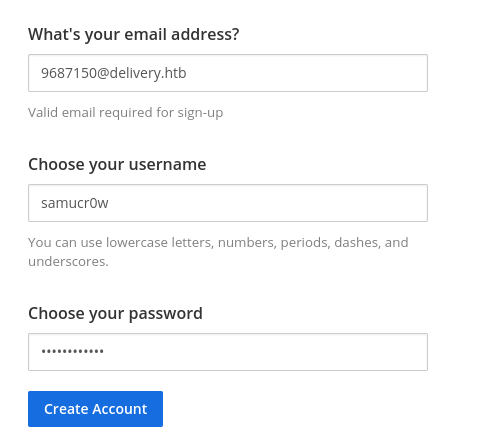 What's your email address?
9687150@delivery.htb
Valid email required for sign-up
Choose your username
samucr0w
You can use lowercase letters, numbers, periods, dashes, and
underscores.
Choose your password
••••••••••••
Create Account